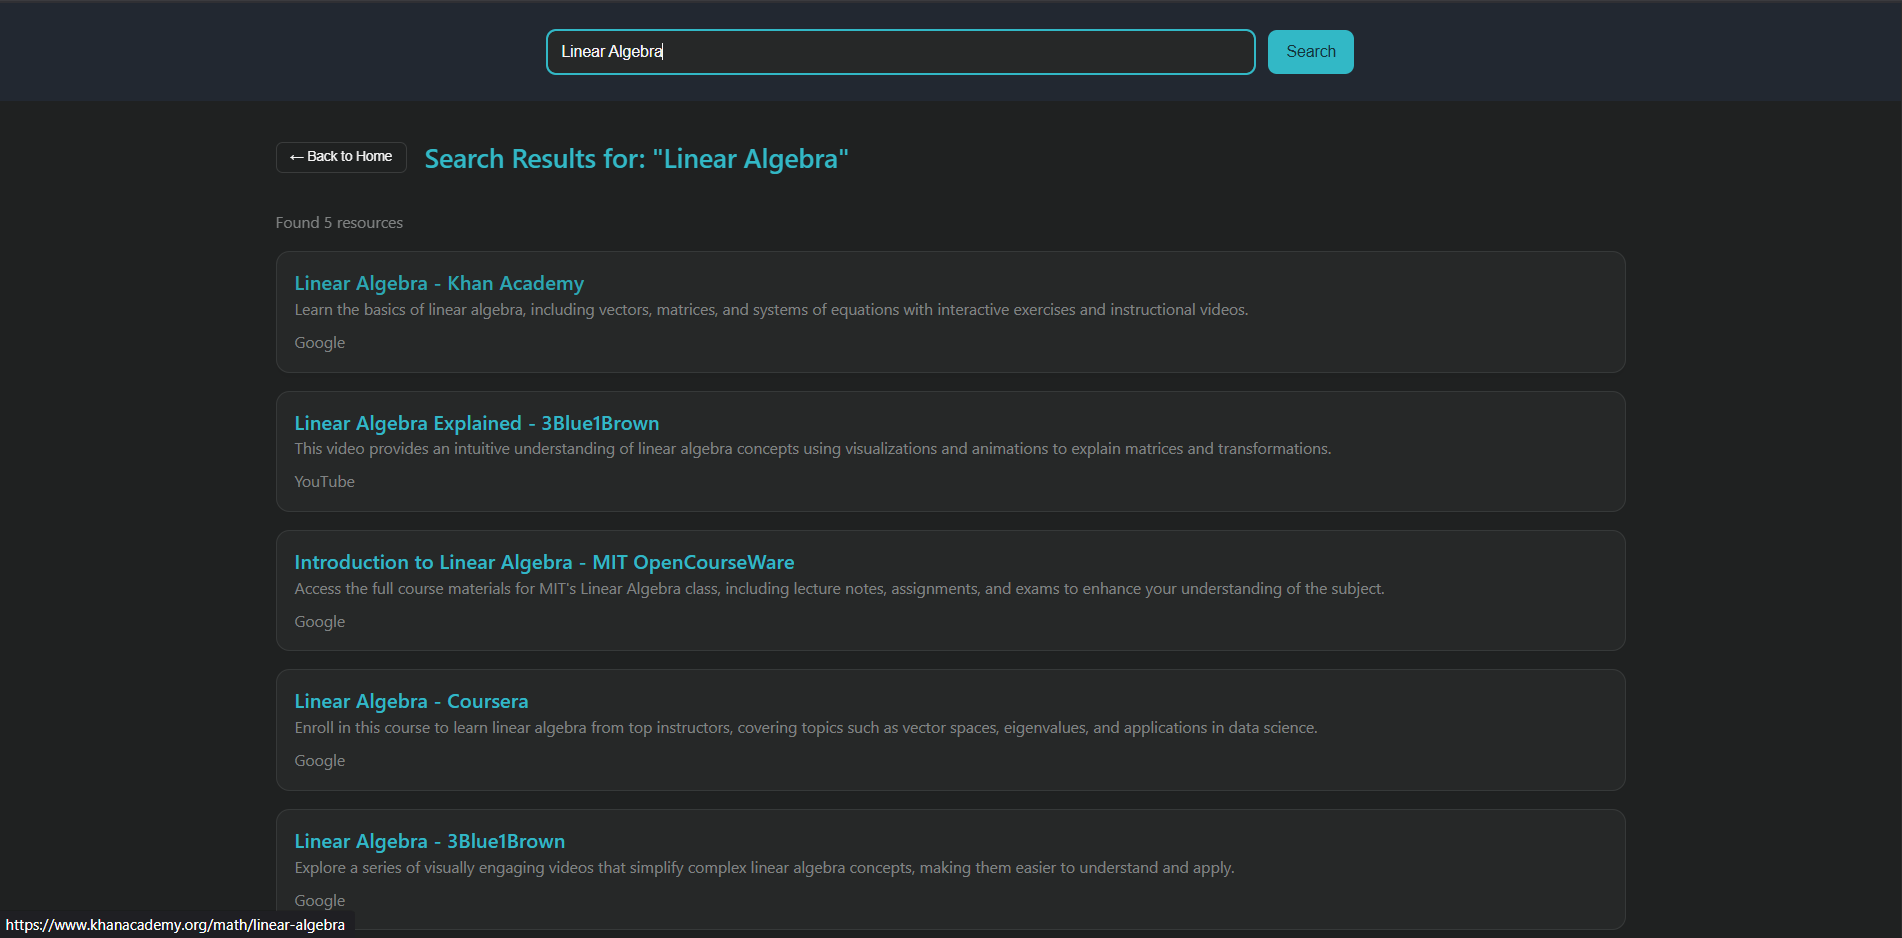 Linear Algebra
Search
← Back to Home
Search Results for: "Linear Algebra"
Found 5 resources
Linear Algebra - Khan Academy
Learn the basics of linear algebra, including vectors, matrices, and systems of equations with interactive exercises and instructional videos.
Google
Linear Algebra Explained - 3Blue1Brown
This video provides an intuitive understanding of linear algebra concepts using visualizations and animations to explain matrices and transformations.
YouTube
Introduction to Linear Algebra - MIT OpenCourseWare
Access the full course materials for MIT's Linear Algebra class, including lecture notes, assignments, and exams to enhance your understanding of the subject.
Google
Linear Algebra - Coursera
Enroll in this course to learn linear algebra from top instructors, covering topics such as vector spaces, eigenvalues, and applications in data science.
Google
Linear Algebra - 3Blue1Brown
Explore a series of visually engaging videos that simplify complex linear algebra concepts, making them easier to understand and apply.
Google
https://www.khanacademy.org/math/linear-algebra